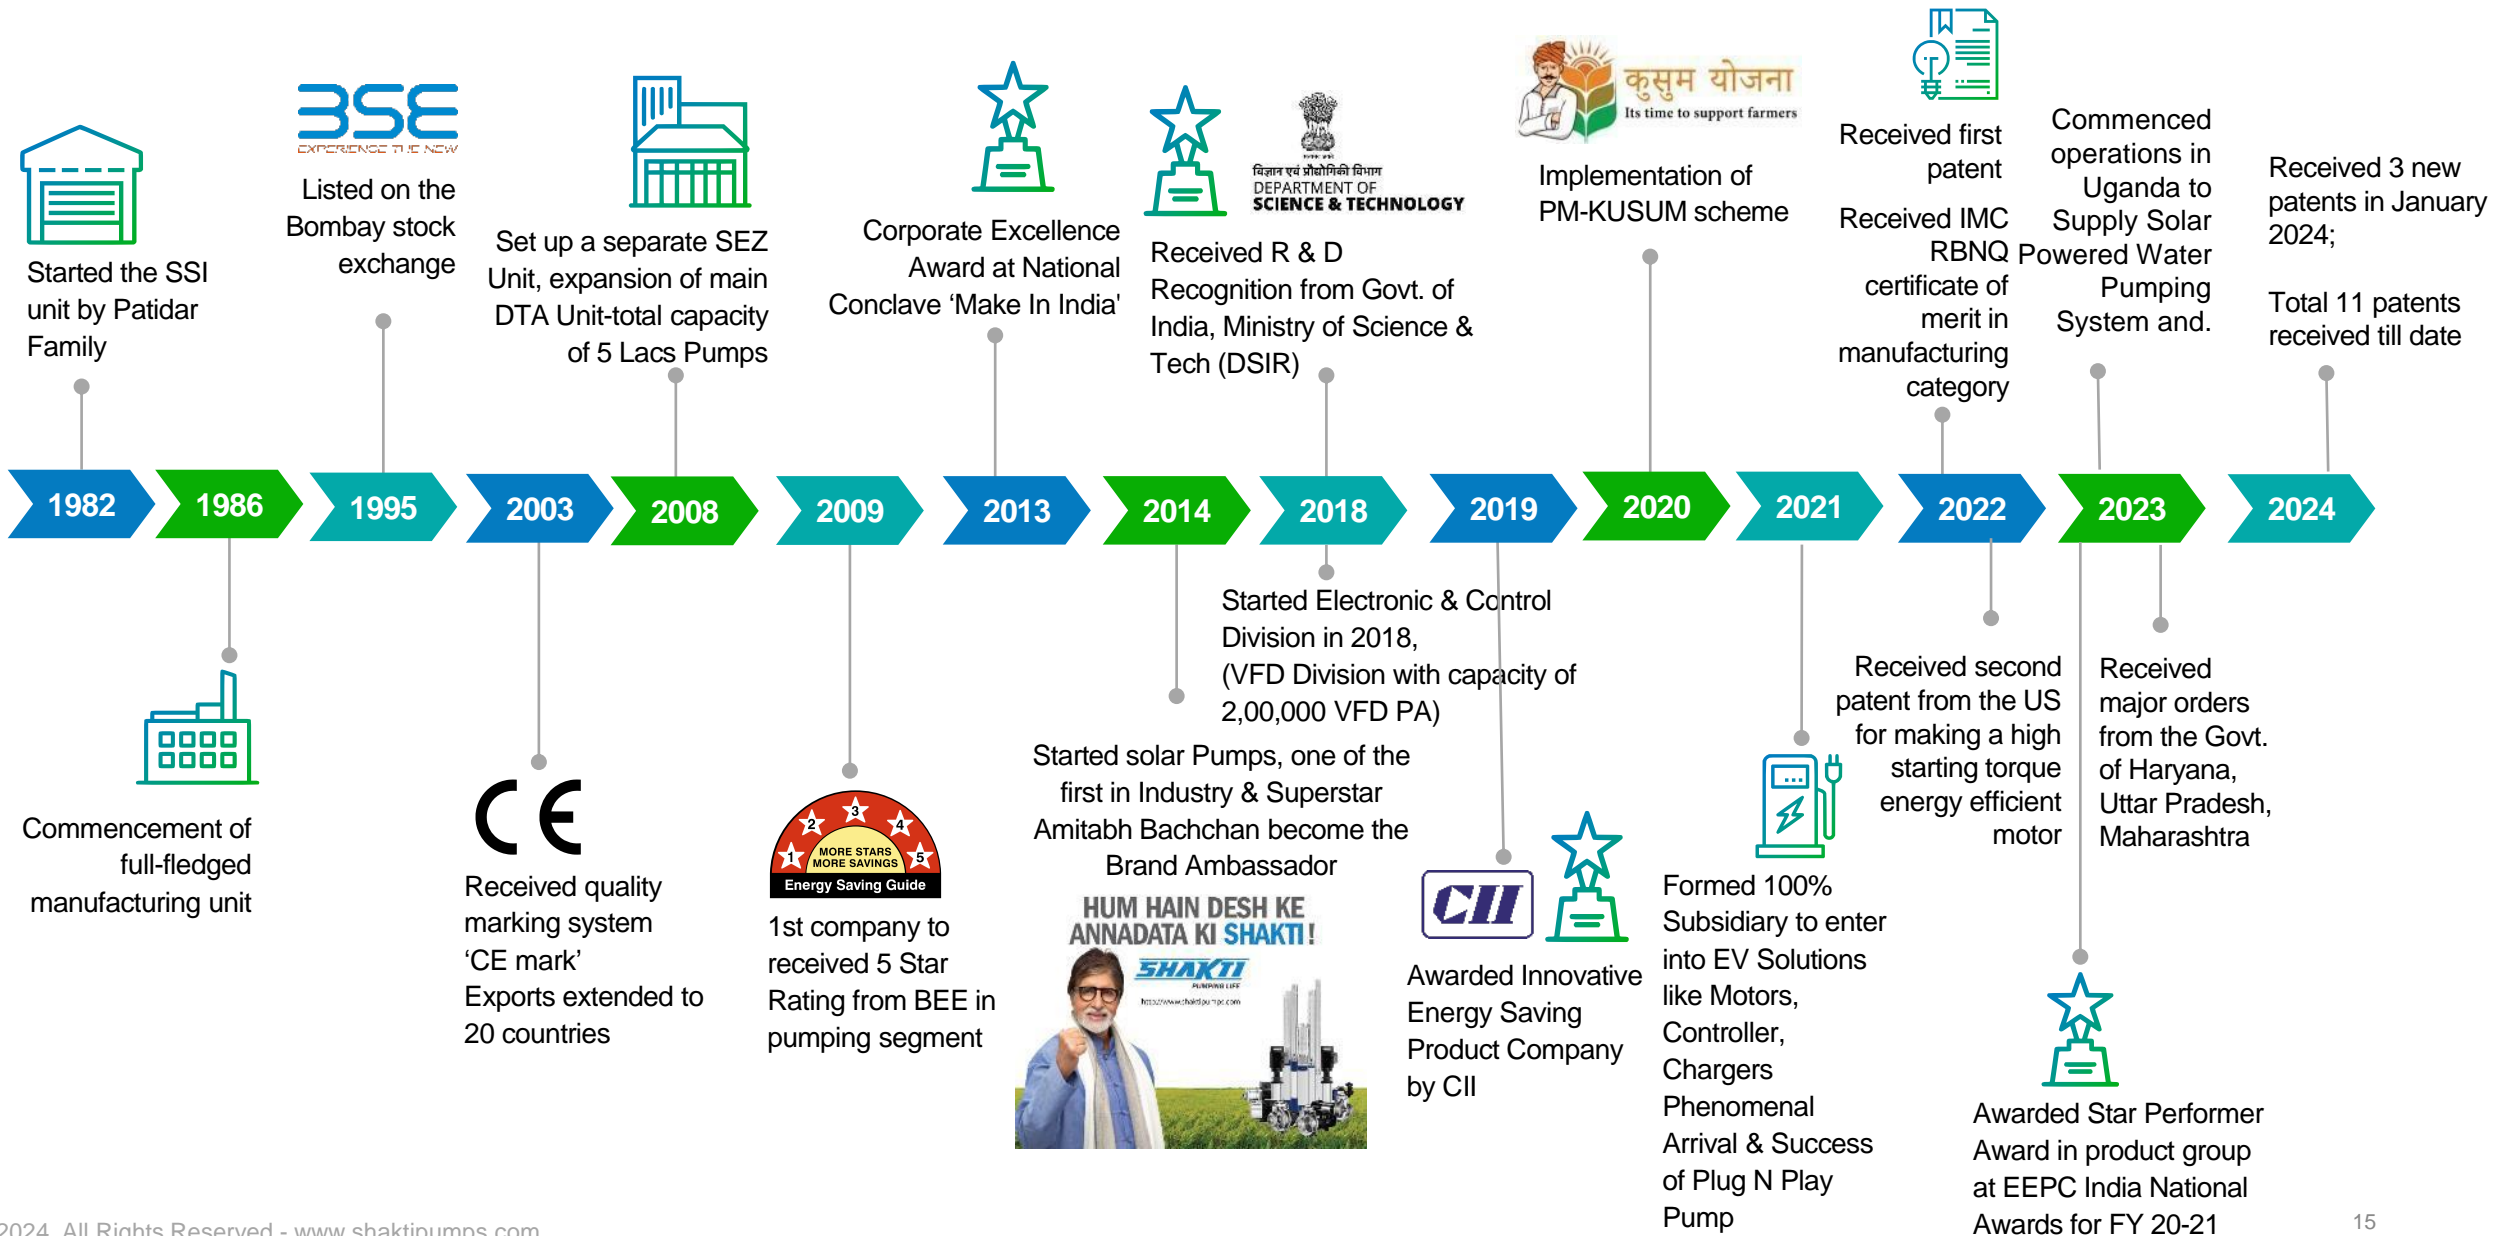 BSE
EXPERIENCE THE NEW
Listed on the
Bombay stock
exchange
Started the SSI
unit by Patidar
Family
Set up a separate SEZ
Unit, expansion of main
DTA Unit-total capacity
of 5 Lacs Pumps
Corporate Excellence
Award at National
Conclave ‘Make In India'
विज्ञान एवं प्रौद्योगिकी विभाग
DEPARTMENT OF
SCIENCE & TECHNOLOGY
Received R & D
Recognition from Govt. of
India, Ministry of Science &
Tech (DSIR)
कुसुम योजना
Its time to support farmers
Implementation of
PM-KUSUM scheme
Received first
patent
Received IMC
RBNQ
certificate of
merit in
manufacturing
category
Commenced
operations in
Uganda to
Supply Solar
Powered Water
Pumping
System and.
Received 3 new
patents in January
2024;
Total 11 patents
received till date
1982
1986
1995
2003
2008
2009
2013
2014
2018
2019
2020
2021
2022
2023
2024
Commencement of
full-fledged
manufacturing unit
CE
Received quality
marking system
‘CE mark’
Exports extended to
20 countries
1
2
3
4
5
MORE STARS
MORE SAVINGS
Energy Saving Guide
1st company to
received 5 Star
Rating from BEE in
pumping segment
Started solar Pumps, one of the
first in Industry & Superstar
Amitabh Bachchan become the
Brand Ambassador
HUM HAIN DESH KE
ANNADATA KI SHAKTI!
SHAKTI
PUMPING LIFE
http://www.shaktipumps.com
Started Electronic & Control
Division in 2018,
(VFD Division with capacity of
2,00,000 VFD PA)
CII
Awarded Innovative
Energy Saving
Product Company
by CII
Formed 100%
Subsidiary to enter
into EV Solutions
like Motors,
Controller,
Chargers
Phenomenal
Arrival & Success
of Plug N Play
Pump
Received second
patent from the US
for making a high
starting torque
energy efficient
motor
Received
major orders
from the Govt.
of Haryana,
Uttar Pradesh,
Maharashtra
Awarded Star Performer
Award in product group
at EEPC India National
Awards for FY 20-21
2024. All Rights Reserved - www.shaktipumps.com
15